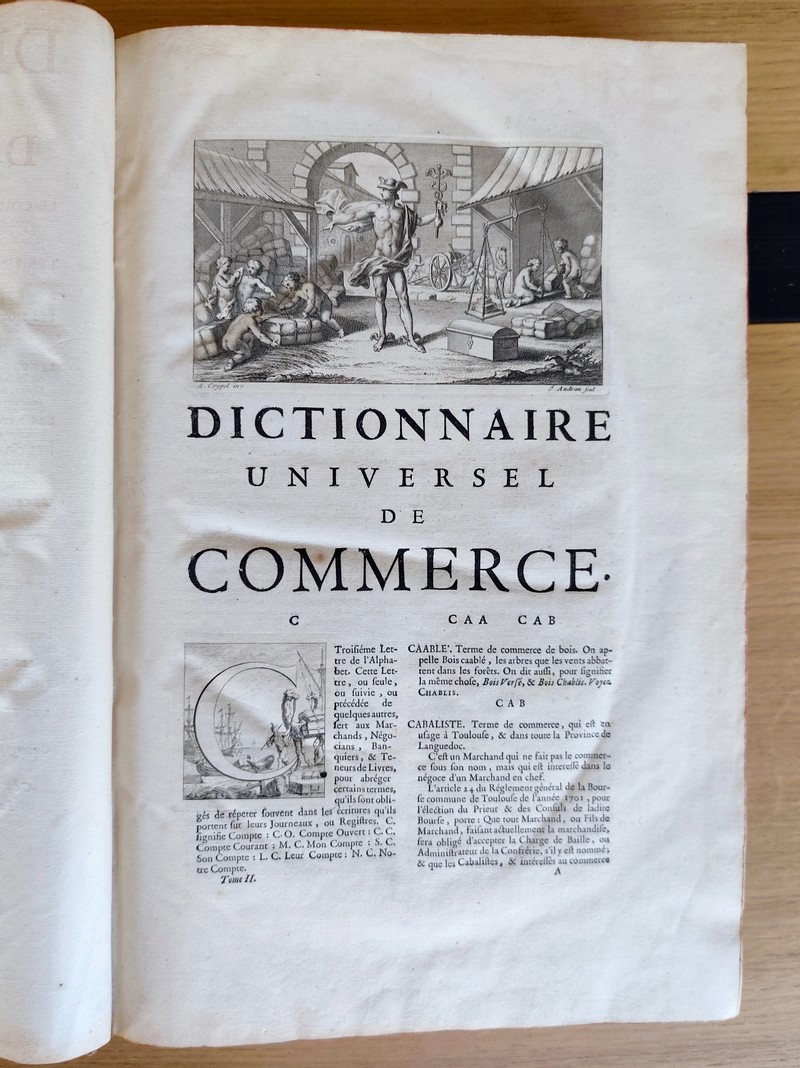 A. Coypel inv
J. Audran scul.
DICTIONNAIRE
UNIVERSEL
DE
COMMERCE.
C
Troisiéme Let-
tre de l'Alpha-
bet. Cette Let-
tre, ou seule,
ou suivie, ou
précédée de
quelques autres,
sert aux Mar-
chands, Négo-
cians, Ban-
quiers, & Te-
neurs de Livres,
pour abréger
certains termes,
qu'ils sont obli-
gés de répeter souvent dans les écritures qu'ils
portent sur leurs Journeaux, ou Registres. C.
signifie Compte : C. O. Compte Ouvert : C. C.
Compte Courant : M. C. Mon Compte : S. C.
Son Compte : L. C. Leur Compte : N. C. No-
tre Compte.
Tome II.
CAA CAB
CAABLE'. Terme de commerce de bois. On ap-
pelle Bois caablé, les arbres que les vents abbat-
tent dans les forêts. On dit aussi, pour signifier
la même chose, Bois Versé, & Bois Chablis. Voyez
CHABLIS.
CAB
CABALISTE. Terme de commerce, qui est en
usage à Toulouse, & dans toute la Province de
Languedoc.
C'est un Marchand qui ne fait pas le commer-
ce sous son nom, mais qui est interessé dans le
négoce d'un Marchand en chef.
L'article 24 du Réglement général de la Bour-
se commune de Toulouse de l'année 1701, pour
l'élection du Prieur & des Consuls de ladite
Bourse, porte : Que tout Marchand, ou Fils de
Marchand, faisant actuellement la marchandise,
sera obligé d'accepter la Charge de Baille, ou
Administrateur de la Confrérie, s'il y est nommé;
& que les Cabalistes, & intéressés au commerce
A